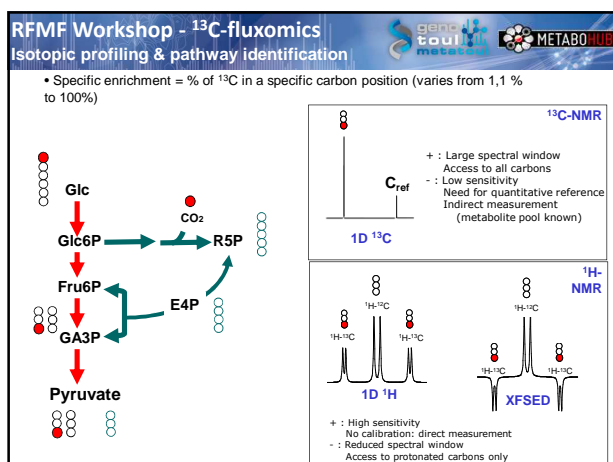 RFMF Workshop - ¹³C-fluxomics
Isotopic profiling & pathway identification
geno
toul
metatoul
METABOHUB
• Specific enrichment = % of ¹³C in a specific carbon position (varies from 1,1 %
to 100%)
Glc
Glc6P
CO₂
R5P
Fru6P
E4P
GA3P
Pyruvate
¹³C-NMR
+ : Large spectral window
Access to all carbons
- : Low sensitivity
Need for quantitative reference
Indirect measurement
(metabolite pool known)
C_ref
1D ¹³C
¹H-
NMR
¹H-¹²C
¹H-¹³C
¹H-¹³C
1D ¹H
¹H-¹²C
¹H-¹³C
¹H-¹³C
XFSED
+ : High sensitivity
No calibration: direct measurement
- : Reduced spectral window
Access to protonated carbons only